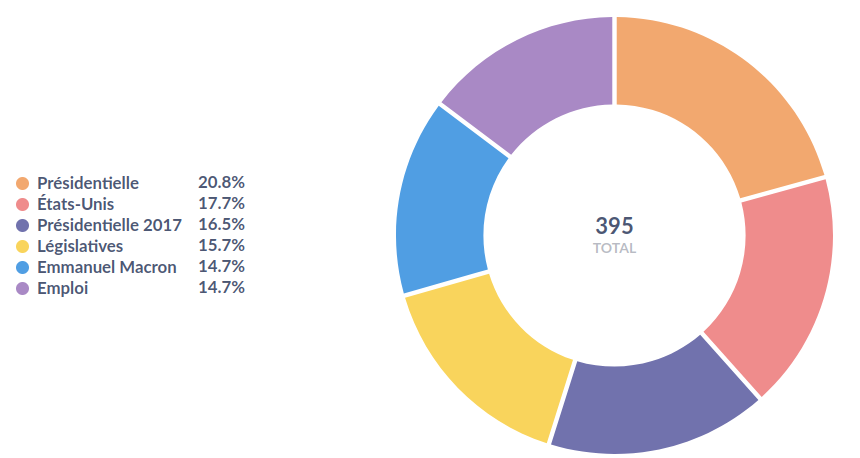 Présidentielle 20.8%
États-Unis 17.7%
Présidentielle 2017 16.5%
Législatives 15.7%
Emmanuel Macron 14.7%
Emploi 14.7%
395
TOTAL